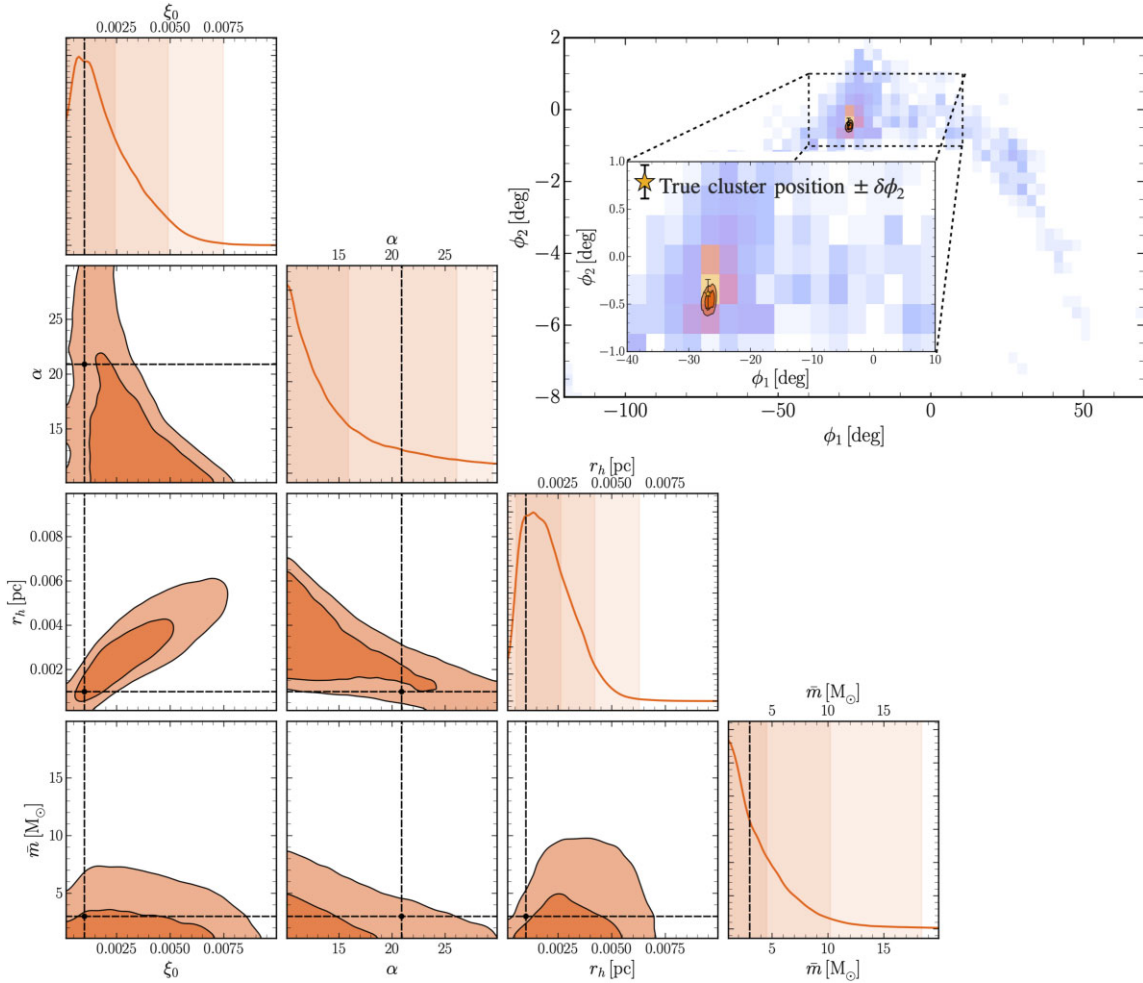 ξ₀
0.0025 0.0050 0.0075
2
0
−2
−4
−6
−8
ϕ₂ [deg]
−100 −50 0 50
ϕ₁ [deg]
True cluster position ± δϕ₂
1.0
0.5
0.0
−0.5
−1.0
ϕ₂ [deg]
−40 −30 −20 −10 0 10
ϕ₁ [deg]
α
15 20 25
25
20
15
α
r_h [pc]
0.0025 0.0050 0.0075
0.008
0.006
0.004
0.002
r_h [pc]
m̄ [M⊙]
5 10 15
15
10
5
m̄ [M⊙]
0.0025 0.0050 0.0075
ξ₀
15 20 25
α
0.0025 0.0050 0.0075
r_h [pc]
5 10 15
m̄ [M⊙]